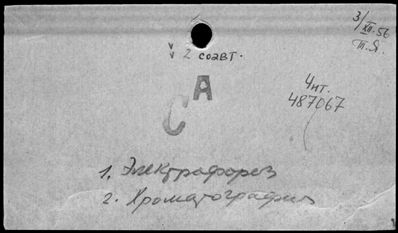 3/XII.56
Т.Я.
2 соавт.
А
С
Чит.
487067
1. Электрофорез
2. Хроматография